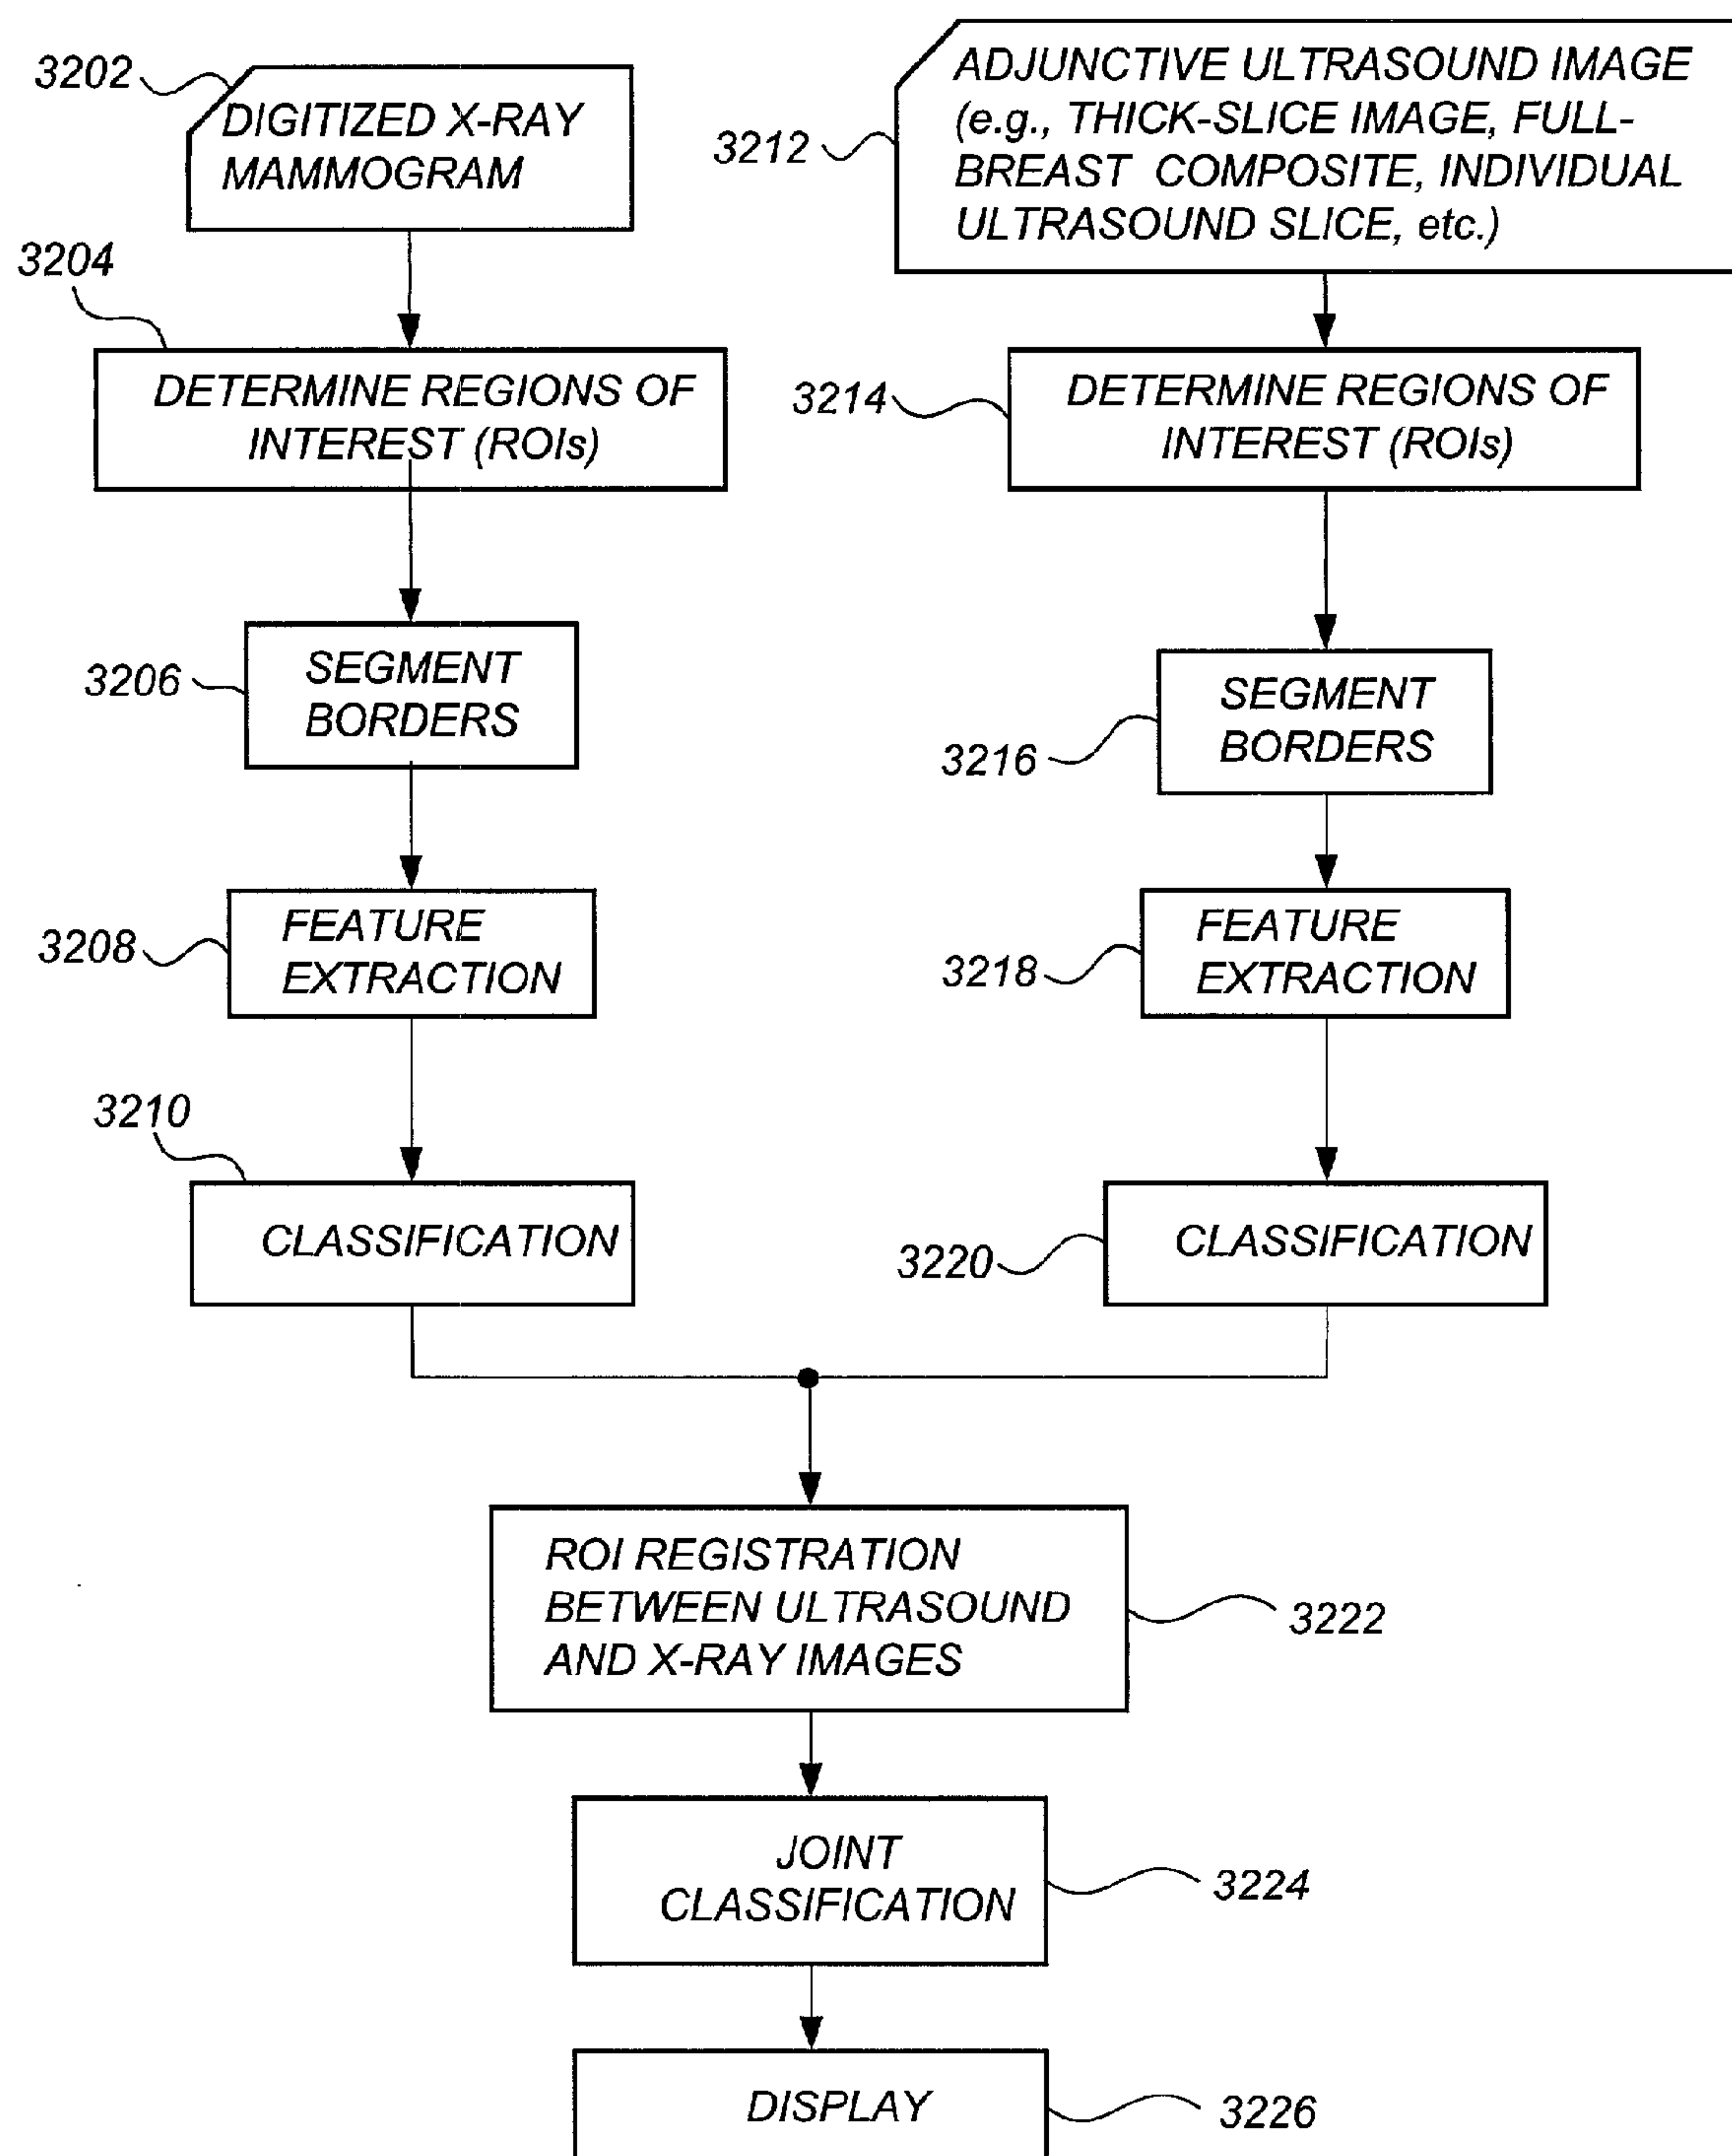 3202
DIGITIZED X-RAY
MAMMOGRAM
3204
DETERMINE REGIONS OF
INTEREST (ROIs)
3206
SEGMENT
BORDERS
3208
FEATURE
EXTRACTION
3210
CLASSIFICATION
3212
ADJUNCTIVE ULTRASOUND IMAGE
(e.g., THICK-SLICE IMAGE, FULL-
BREAST COMPOSITE, INDIVIDUAL
ULTRASOUND SLICE, etc.)
3214
DETERMINE REGIONS OF
INTEREST (ROIs)
3216
SEGMENT
BORDERS
3218
FEATURE
EXTRACTION
3220
CLASSIFICATION
ROI REGISTRATION
BETWEEN ULTRASOUND
AND X-RAY IMAGES
3222
JOINT
CLASSIFICATION
3224
DISPLAY
3226